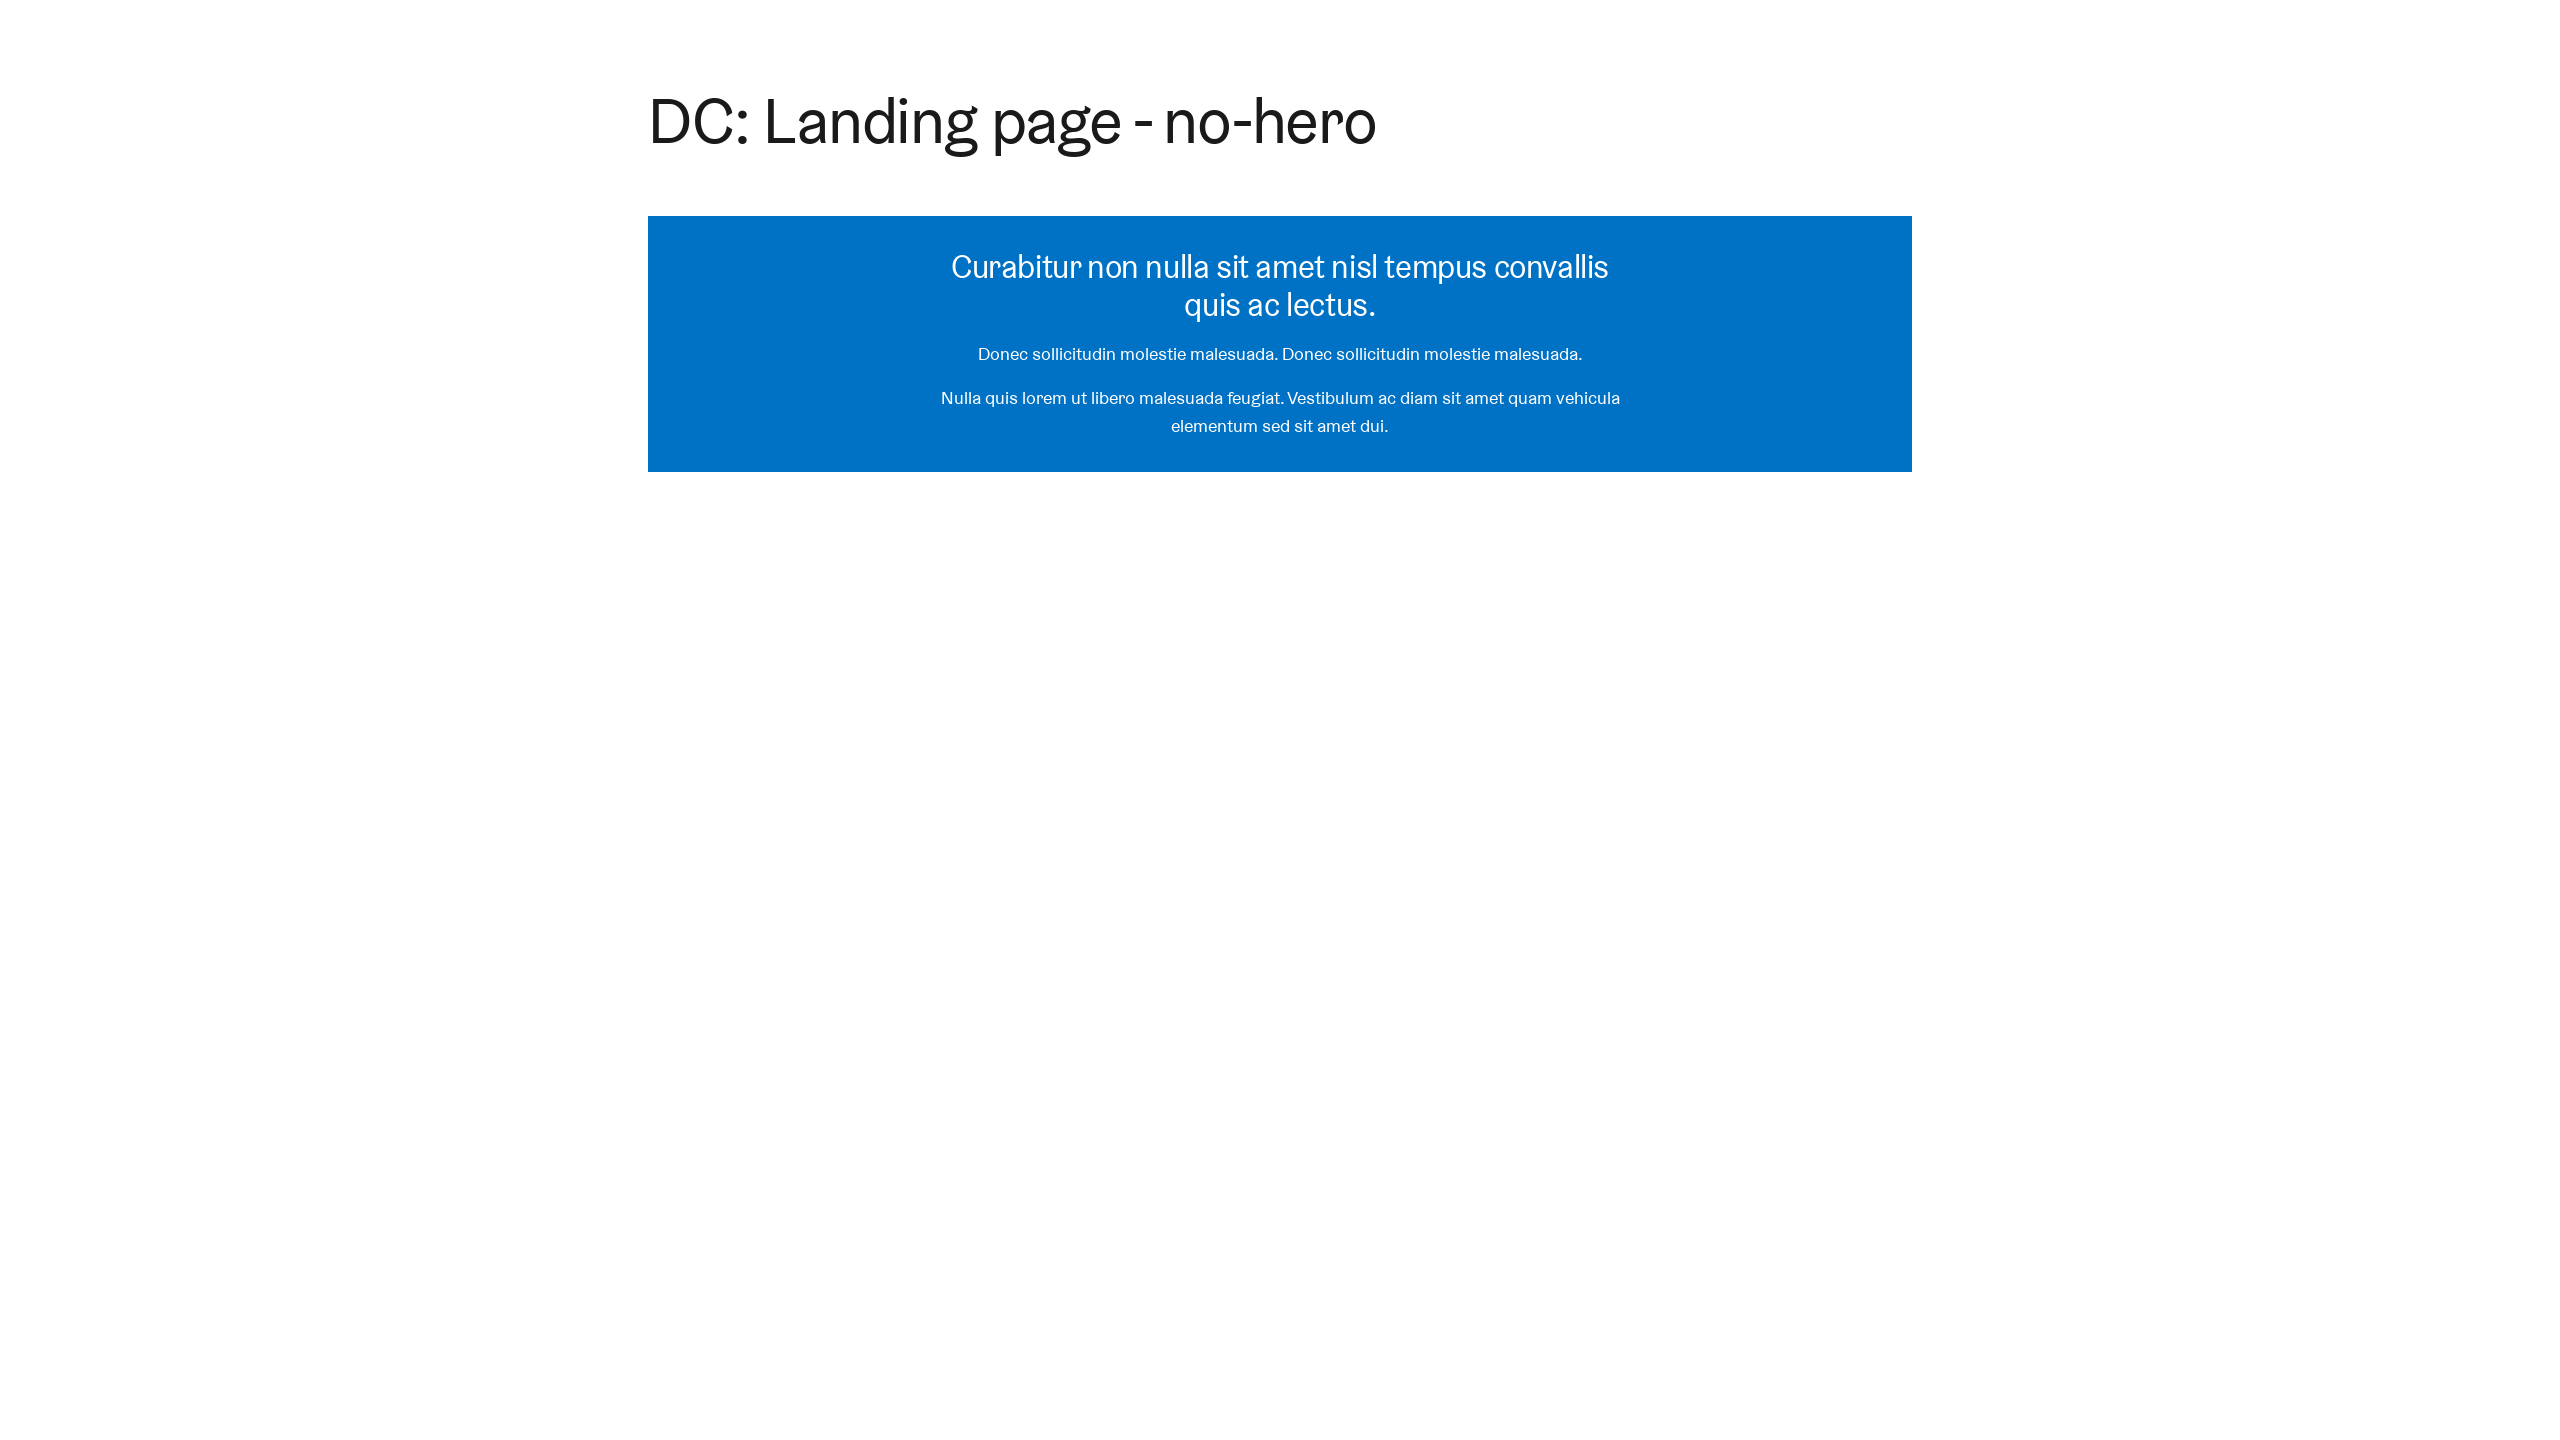 DC: Landing page - no-hero
Curabitur non nulla sit amet nisl tempus convallis
quis ac lectus.
Donec sollicitudin molestie malesuada. Donec sollicitudin molestie malesuada.
Nulla quis lorem ut libero malesuada feugiat. Vestibulum ac diam sit amet quam vehicula
elementum sed sit amet dui.